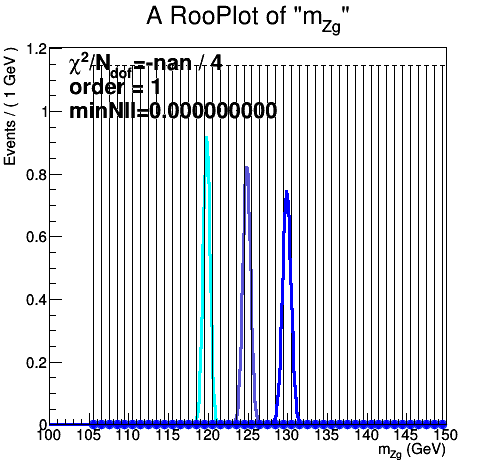 A RooPlot of "m_Zg"
χ²/N_dof=-nan / 4
order = 1
minNll=0.000000000
Events / ( 1 GeV )
1.2
1
0.8
0.6
0.4
0.2
0
100 105 110 115 120 125 130 135 140 145 150
m_Zg (GeV)